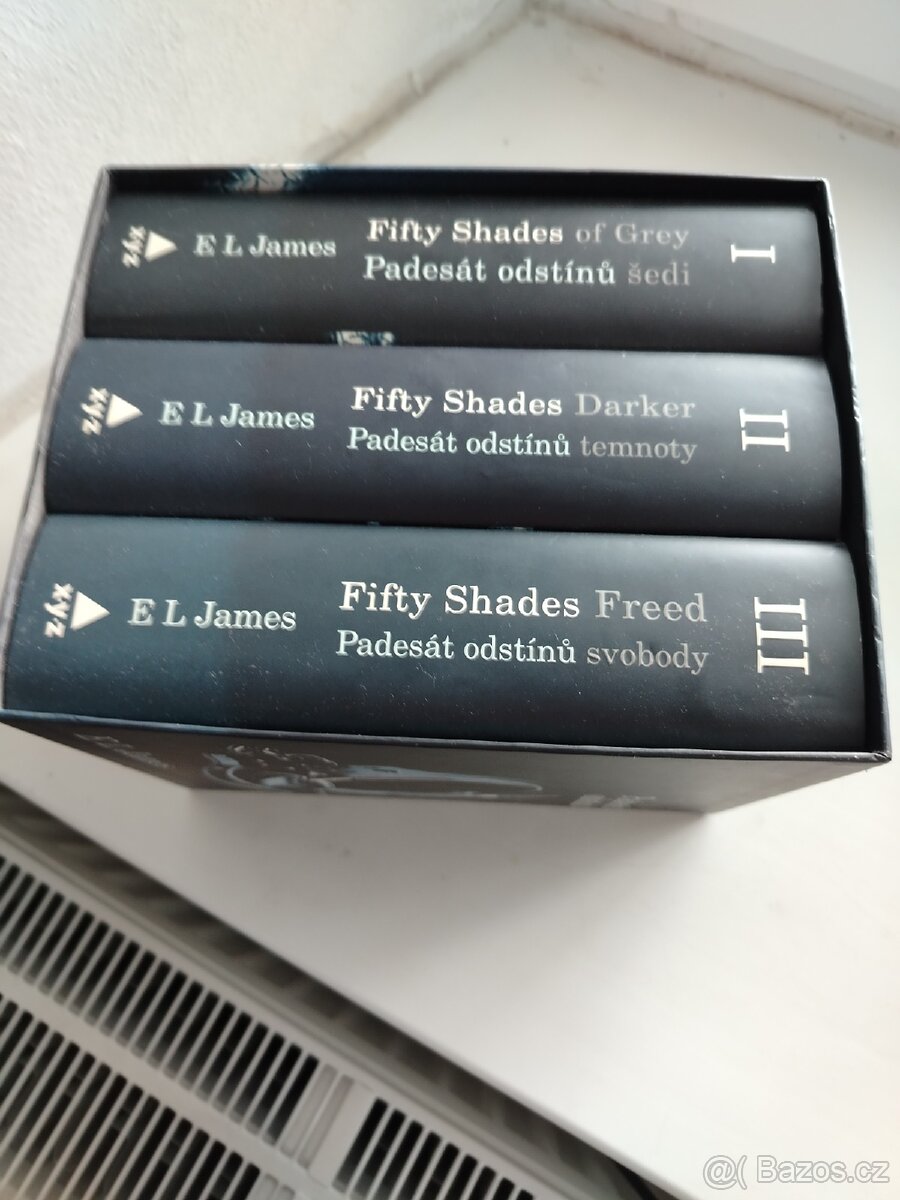 xyz
E L James
Fifty Shades of Grey
Padesát odstínů šedi
I
xyz
E L James
Fifty Shades Darker
Padesát odstínů temnoty
II
x·y·z
E L James
Fifty Shades Freed
Padesát odstínů svobody
III
E L James
@( Bazos.cz